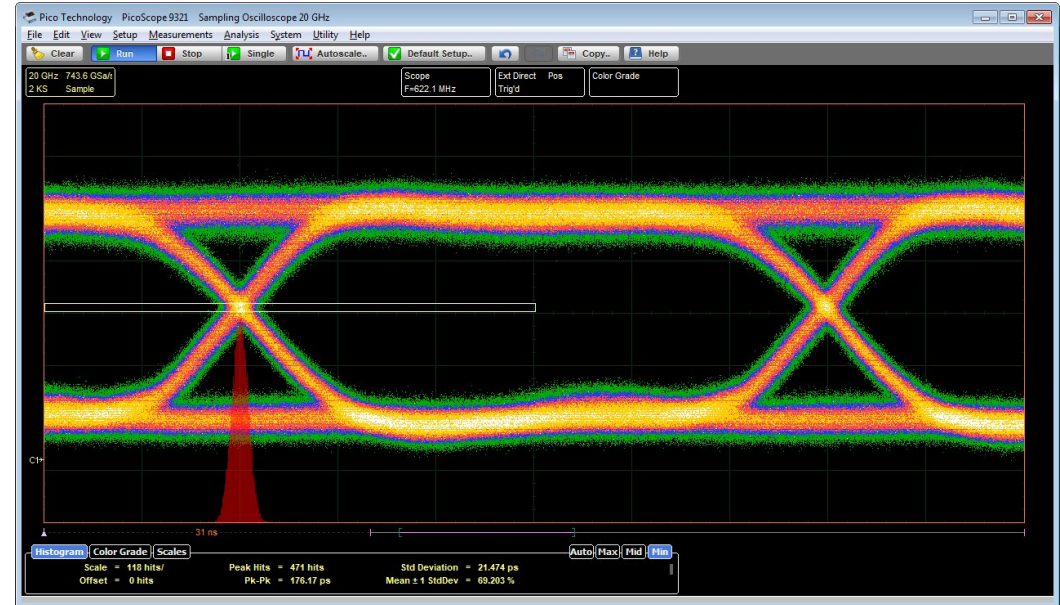 Pico Technology PicoScope 9321 Sampling Oscilloscope 20 GHz
File Edit View Setup Measurements Analysis System Utility Help
Clear Run Stop Single Autoscale.. Default Setup.. Copy.. Help
20 GHz 743.6 GSa/s Scope Ext Direct Pos Color Grade
2 KS Sample F=622.1 MHz Trig'd
C1
31 ns
Histogram Color Grade Scales Auto Max Mid Min
Scale = 118 hits/ Peak Hits = 471 hits Std Deviation = 21.474 ps
Offset = 0 hits Pk-Pk = 176.17 ps Mean ± 1 StdDev = 69.203 %